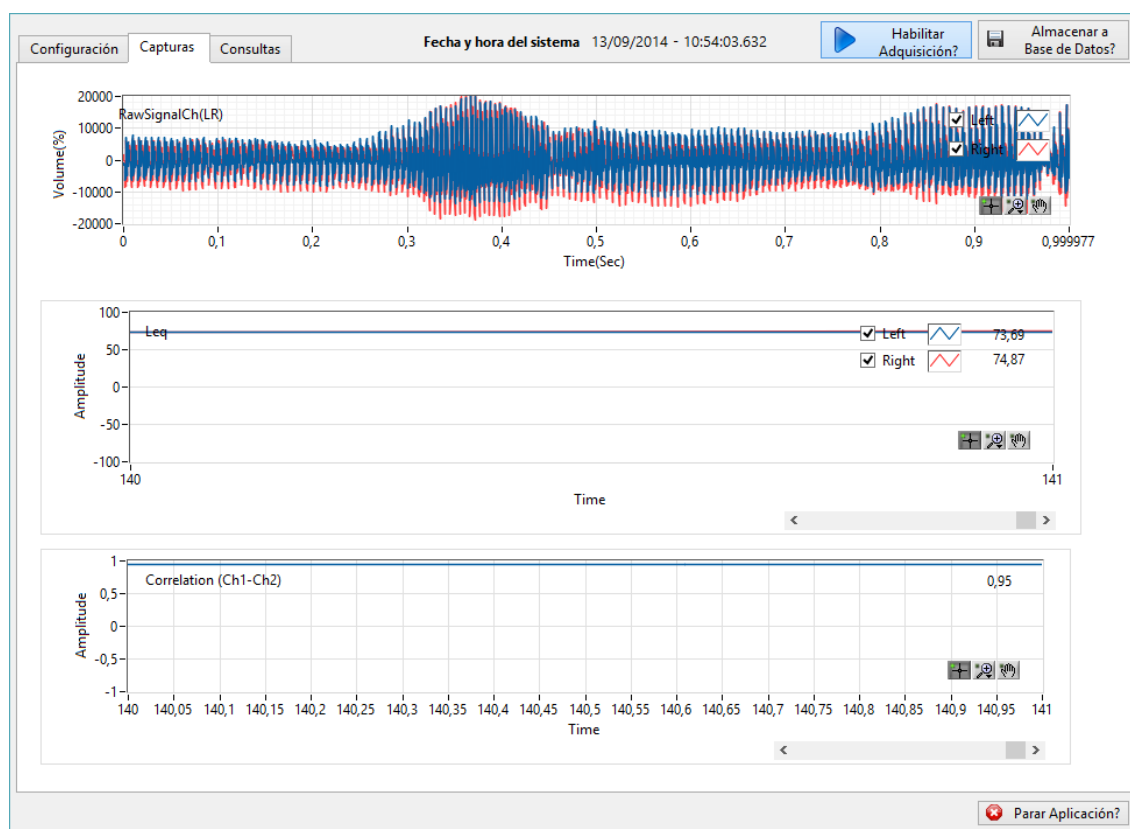 Configuración Capturas Consultas Fecha y hora del sistema 13/09/2014 - 10:54:03.632 Habilitar Adquisición? Almacenar a Base de Datos?
RawSignalCh(LR)
Volume(%)
20000
10000
0
-10000
-20000
Left
Right
0 0,1 0,2 0,3 0,4 0,5 0,6 0,7 0,8 0,9 0,999977
Time(Sec)
Leq
Amplitude
100
50
0
-50
-100
Left 73,69
Right 74,87
140 141
Time
Correlation (Ch1-Ch2) 0,95
Amplitude
1
0,5
0
-0,5
-1
140 140,05 140,1 140,15 140,2 140,25 140,3 140,35 140,4 140,45 140,5 140,55 140,6 140,65 140,7 140,75 140,8 140,85 140,9 140,95 141
Time
Parar Aplicación?